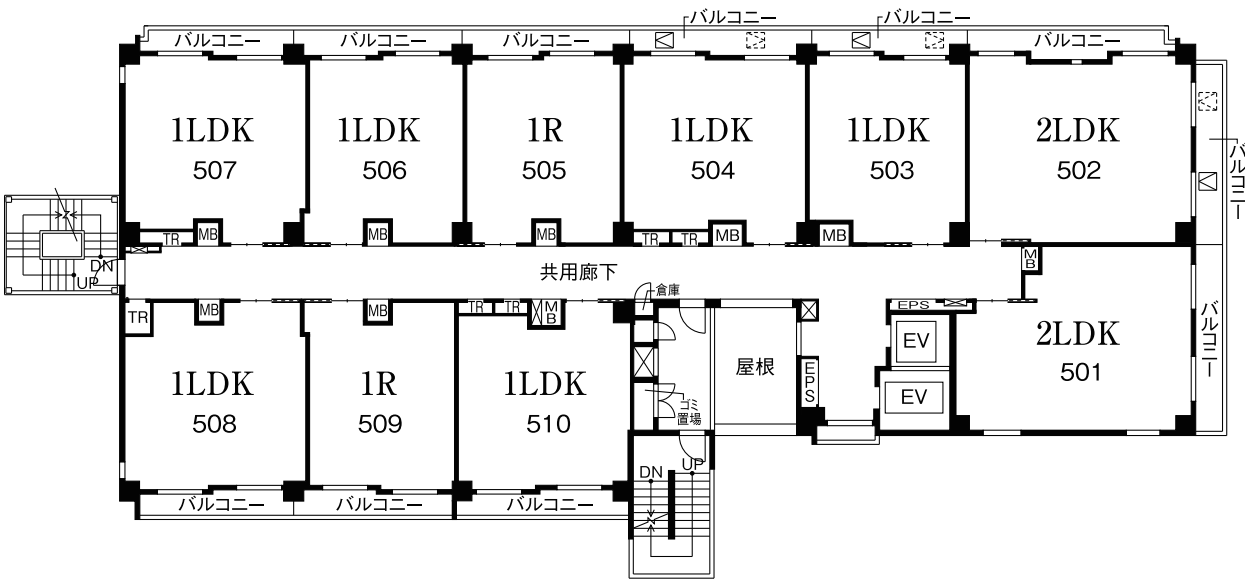 バルコニー
バルコニー
バルコニー
バルコニー
バルコニー
バルコニー
1LDK
507
1LDK
506
1R
505
1LDK
504
1LDK
503
2LDK
502
バルコニー
TR
MB
MB
MB
TR
TR
MB
MB
DN
UP
共用廊下
MB
TR
MB
MB
TR
TR
MB
倉庫
EPS
1LDK
508
1R
509
1LDK
510
ゴミ
置場
屋根
EPS
EV
EV
2LDK
501
バルコニー
DN
UP
バルコニー
バルコニー
バルコニー